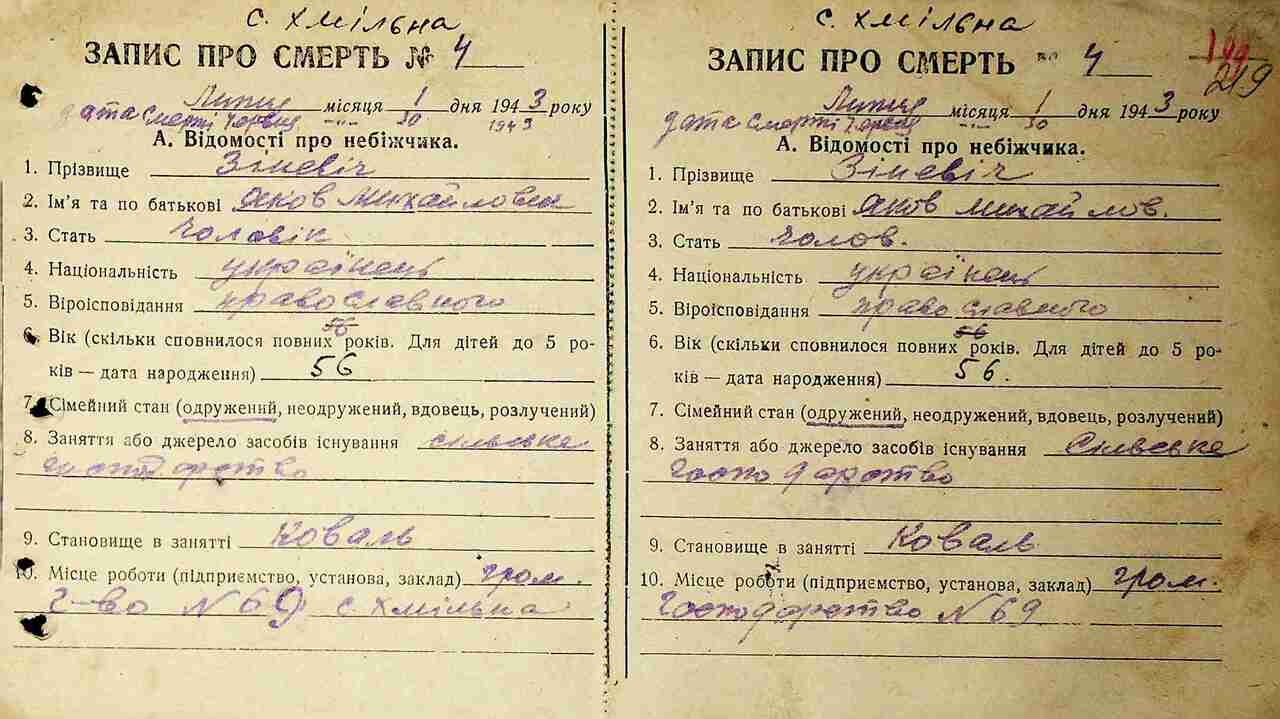 с. Хмільна
ЗАПИС ПРО СМЕРТЬ № 4
Липця місяця 1 дня 1943 року
дата смерті Червця 30 1943
А. Відомості про небіжчика.
1. Прізвище Зіневіч
2. Ім'я та по батькові Яков Михайлович
3. Стать Чоловік
4. Національність українець
5. Віроісповідання православного
56
6. Вік (скільки сповнилося повних років. Для дітей до 5 ро-
ків — дата народження) 56
7. Сімейний стан (одружений, неодружений, вдовець, розлучений)
8. Заняття або джерело засобів існування сільське
господарство
9. Становище в занятті Коваль
10. Місце роботи (підприємство, установа, заклад) гром.
г-во N 69 с. Хмільна
с. Хмільна
199
219
ЗАПИС ПРО СМЕРТЬ № 4
Липця місяця 1 дня 1943 року
дата смерті Червця 30
А. Відомості про небіжчика.
1. Прізвище Зіневіч
2. Ім'я та по батькові Яков Михайлов.
3. Стать Чолов.
4. Національність українець
5. Віроісповідання православного
56
6. Вік (скільки сповнилося повних років. Для дітей до 5 ро-
ків — дата народження) 56.
7. Сімейний стан (одружений, неодружений, вдовець, розлучений)
8. Заняття або джерело засобів існування Сільське
господарство
9. Становище в занятті Коваль
10. Місце роботи (підприємство, установа, заклад) гром.
господарство N 69